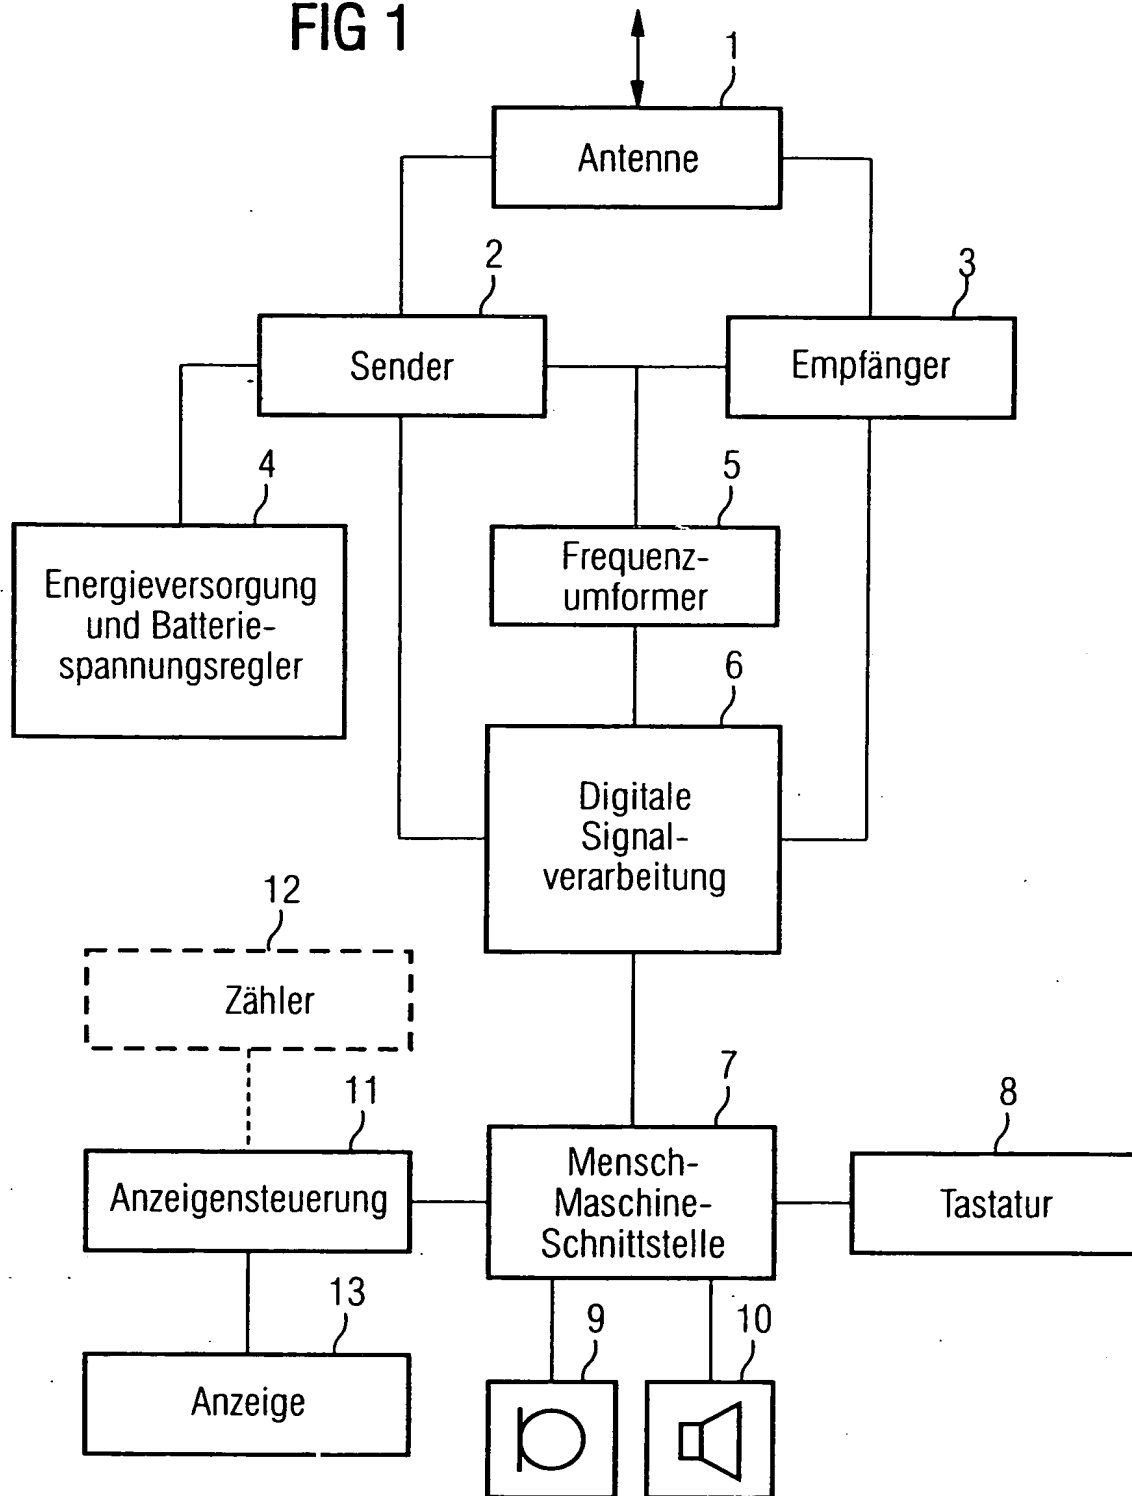 FIG 1
1
Antenne
2
Sender
3
Empfänger
4
Energieversorgung
und Batterie-
spannungsregler
5
Frequenz-
umformer
6
Digitale
Signal-
verarbeitung
12
Zähler
11
Anzeigensteuerung
7
Mensch-
Maschine-
Schnittstelle
8
Tastatur
13
Anzeige
9
10